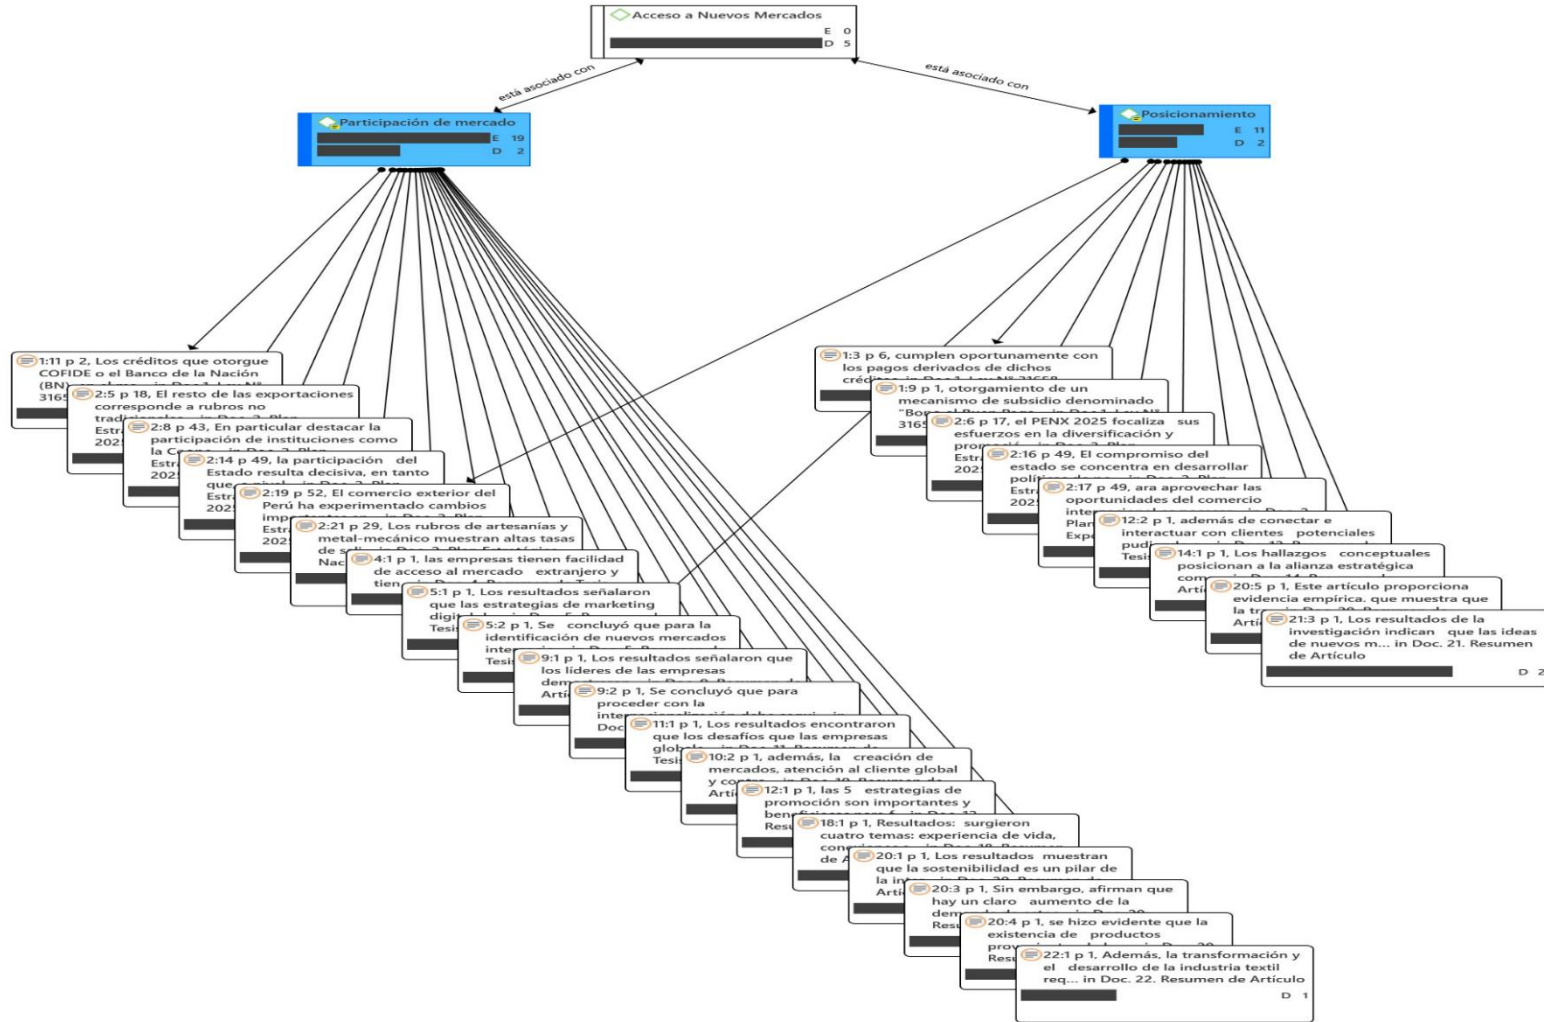 Acceso a Nuevos Mercados
E 0
D 5
está asociado con
está asociado con
Participación de mercado
E 19
D 2
Posicionamiento
E 11
D 2
1:11 p 2, Los créditos que otorgue
COFIDE o el Banco de la Nación
(BN)
2:5 p 18, El resto de las exportaciones
corresponde a rubros no
2:8 p 43, En particular destacar la
participación de instituciones como
2:14 p 49, la participación del
Estado resulta decisiva, en tanto
2:19 p 52, El comercio exterior del
Perú ha experimentado cambios
2:21 p 29, Los rubros de artesanías y
metal-mecánico muestran altas tasas
4:1 p 1, las empresas tienen facilidad
de acceso al mercado extranjero y
5:1 p 1, Los resultados señalaron
que las estrategias de marketing
5:2 p 1, Se concluyó que para la
identificación de nuevos mercados
9:1 p 1, Los resultados señalaron que
los líderes de las empresas
9:2 p 1, Se concluyó que para
proceder con la
11:1 p 1, Los resultados encontraron
que los desafíos que las empresas
10:2 p 1, además, la creación de
mercados, atención al cliente global
12:1 p 1, las 5 estrategias de
promoción son importantes y
18:1 p 1, Resultados: surgieron
cuatro temas: experiencia de vida,
20:1 p 1, Los resultados muestran
que la sostenibilidad es un pilar de
20:3 p 1, Sin embargo, afirman que
hay un claro aumento de la
20:4 p 1, se hizo evidente que la
existencia de productos
22:1 p 1, Además, la transformación y
el desarrollo de la industria textil
req... in Doc. 22. Resumen de Artículo
D 1
1:3 p 6, cumplen oportunamente con
los pagos derivados de dichos
1:9 p 1, otorgamiento de un
mecanismo de subsidio denominado
2:6 p 17, el PENX 2025 focaliza sus
esfuerzos en la diversificación y
2:16 p 49, El compromiso del
estado se concentra en desarrollar
2:17 p 49, ara aprovechar las
oportunidades del comercio
12:2 p 1, además de conectar e
interactuar con clientes potenciales
14:1 p 1, Los hallazgos conceptuales
posicionan a la alianza estratégica
20:5 p 1, Este artículo proporciona
evidencia empírica. que muestra que
21:3 p 1, Los resultados de la
investigación indican que las ideas
de nuevos m... in Doc. 21. Resumen
de Artículo
D 2